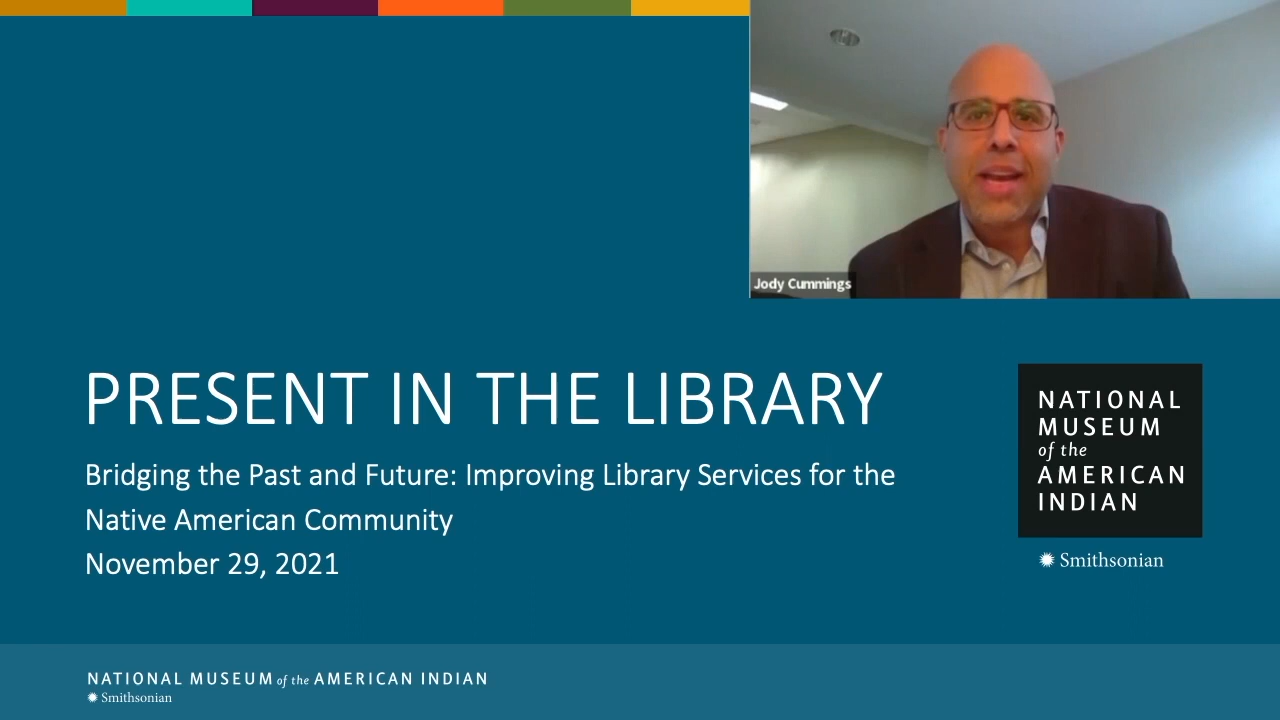 Jody Cummings
PRESENT IN THE LIBRARY
Bridging the Past and Future: Improving Library Services for the
Native American Community
November 29, 2021
NATIONAL
MUSEUM
of the
AMERICAN
INDIAN
Smithsonian
NATIONAL MUSEUM of the AMERICAN INDIAN
Smithsonian